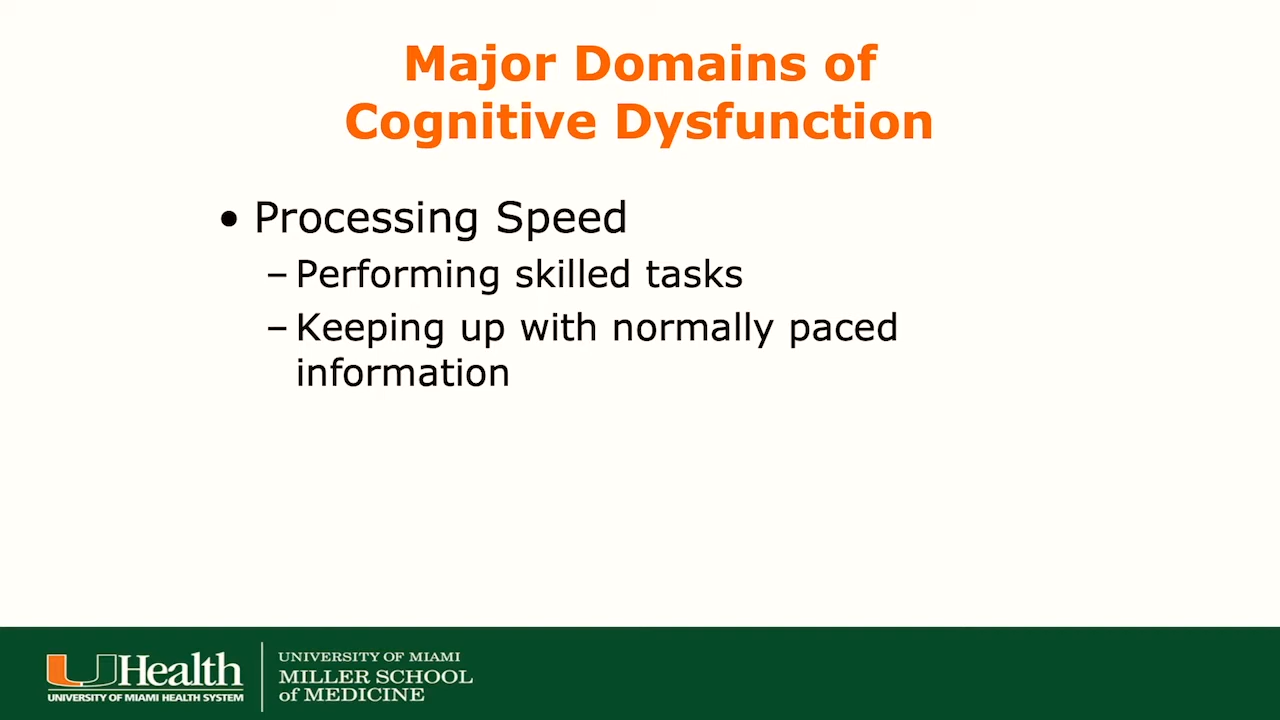 Major Domains of
Cognitive Dysfunction
• Processing Speed
– Performing skilled tasks
– Keeping up with normally paced
information
UHealth
UNIVERSITY OF MIAMI HEALTH SYSTEM
UNIVERSITY OF MIAMI
MILLER SCHOOL
of MEDICINE